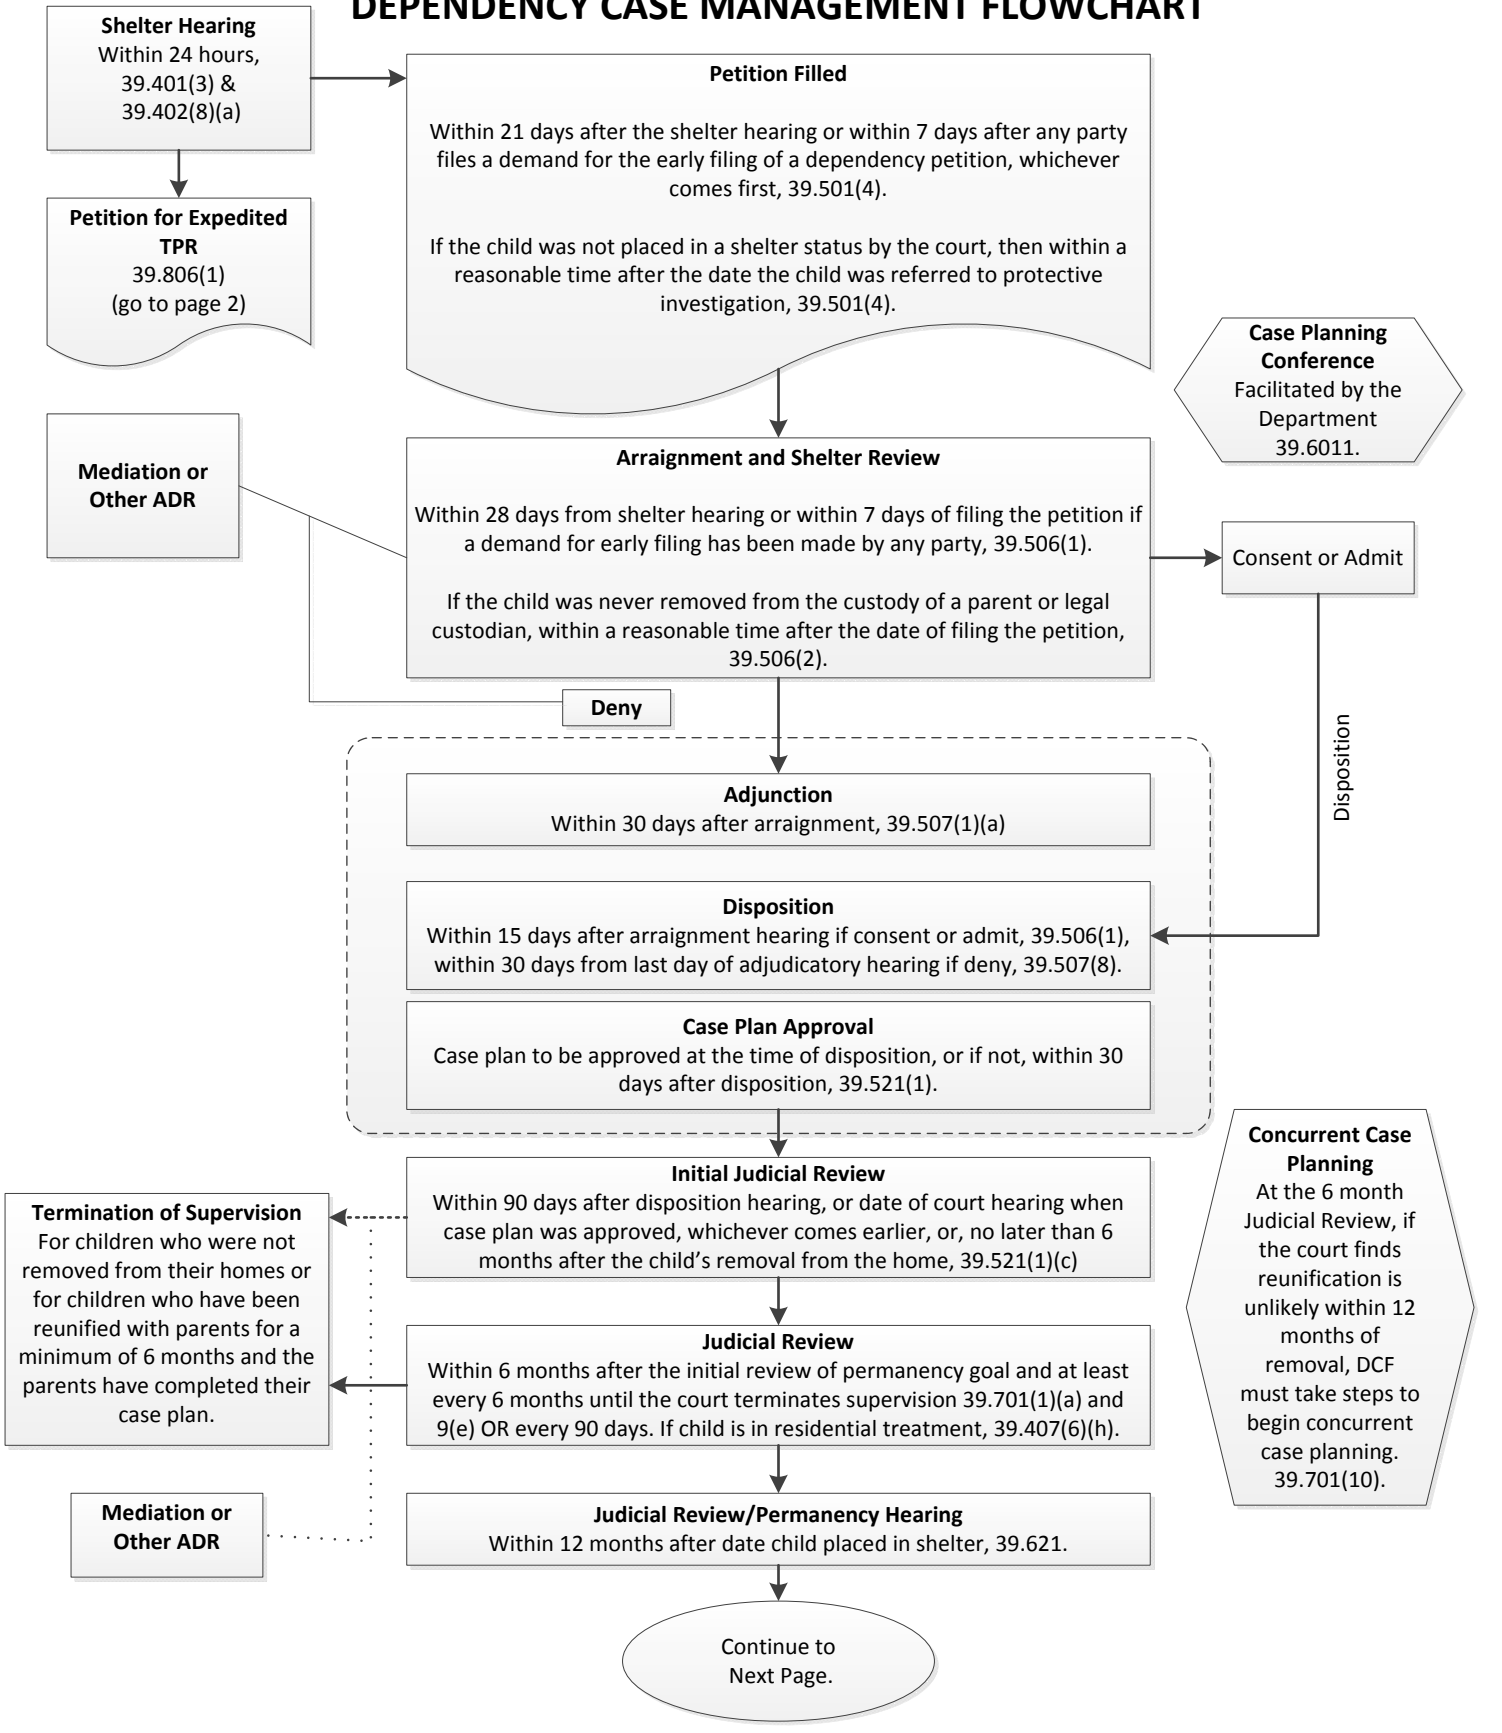 DEPENDENCY CASE MANAGEMENT FLOWCHART
Shelter Hearing
Within 24 hours,
39.401(3) &
39.402(8)(a)
Petition Filled
Within 21 days after the shelter hearing or within 7 days after any party
files a demand for the early filing of a dependency petition, whichever
comes first, 39.501(4).
If the child was not placed in a shelter status by the court, then within a
reasonable time after the date the child was referred to protective
investigation, 39.501(4).
Petition for Expedited
TPR
39.806(1)
(go to page 2)
Case Planning
Conference
Facilitated by the
Department
39.6011.
Mediation or
Other ADR
Arraignment and Shelter Review
Within 28 days from shelter hearing or within 7 days of filing the petition if
a demand for early filing has been made by any party, 39.506(1).
If the child was never removed from the custody of a parent or legal
custodian, within a reasonable time after the date of filing the petition,
39.506(2).
Consent or Admit
Deny
Disposition
Adjunction
Within 30 days after arraignment, 39.507(1)(a)
Disposition
Within 15 days after arraignment hearing if consent or admit, 39.506(1),
within 30 days from last day of adjudicatory hearing if deny, 39.507(8).
Case Plan Approval
Case plan to be approved at the time of disposition, or if not, within 30
days after disposition, 39.521(1).
Initial Judicial Review
Within 90 days after disposition hearing, or date of court hearing when
case plan was approved, whichever comes earlier, or, no later than 6
months after the child’s removal from the home, 39.521(1)(c)
Termination of Supervision
For children who were not
removed from their homes or
for children who have been
reunified with parents for a
minimum of 6 months and the
parents have completed their
case plan.
Concurrent Case
Planning
At the 6 month
Judicial Review, if
the court finds
reunification is
unlikely within 12
months of
removal, DCF
must take steps to
begin concurrent
case planning.
39.701(10).
Judicial Review
Within 6 months after the initial review of permanency goal and at least
every 6 months until the court terminates supervision 39.701(1)(a) and
9(e) OR every 90 days. If child is in residential treatment, 39.407(6)(h).
Mediation or
Other ADR
Judicial Review/Permanency Hearing
Within 12 months after date child placed in shelter, 39.621.
Continue to
Next Page.